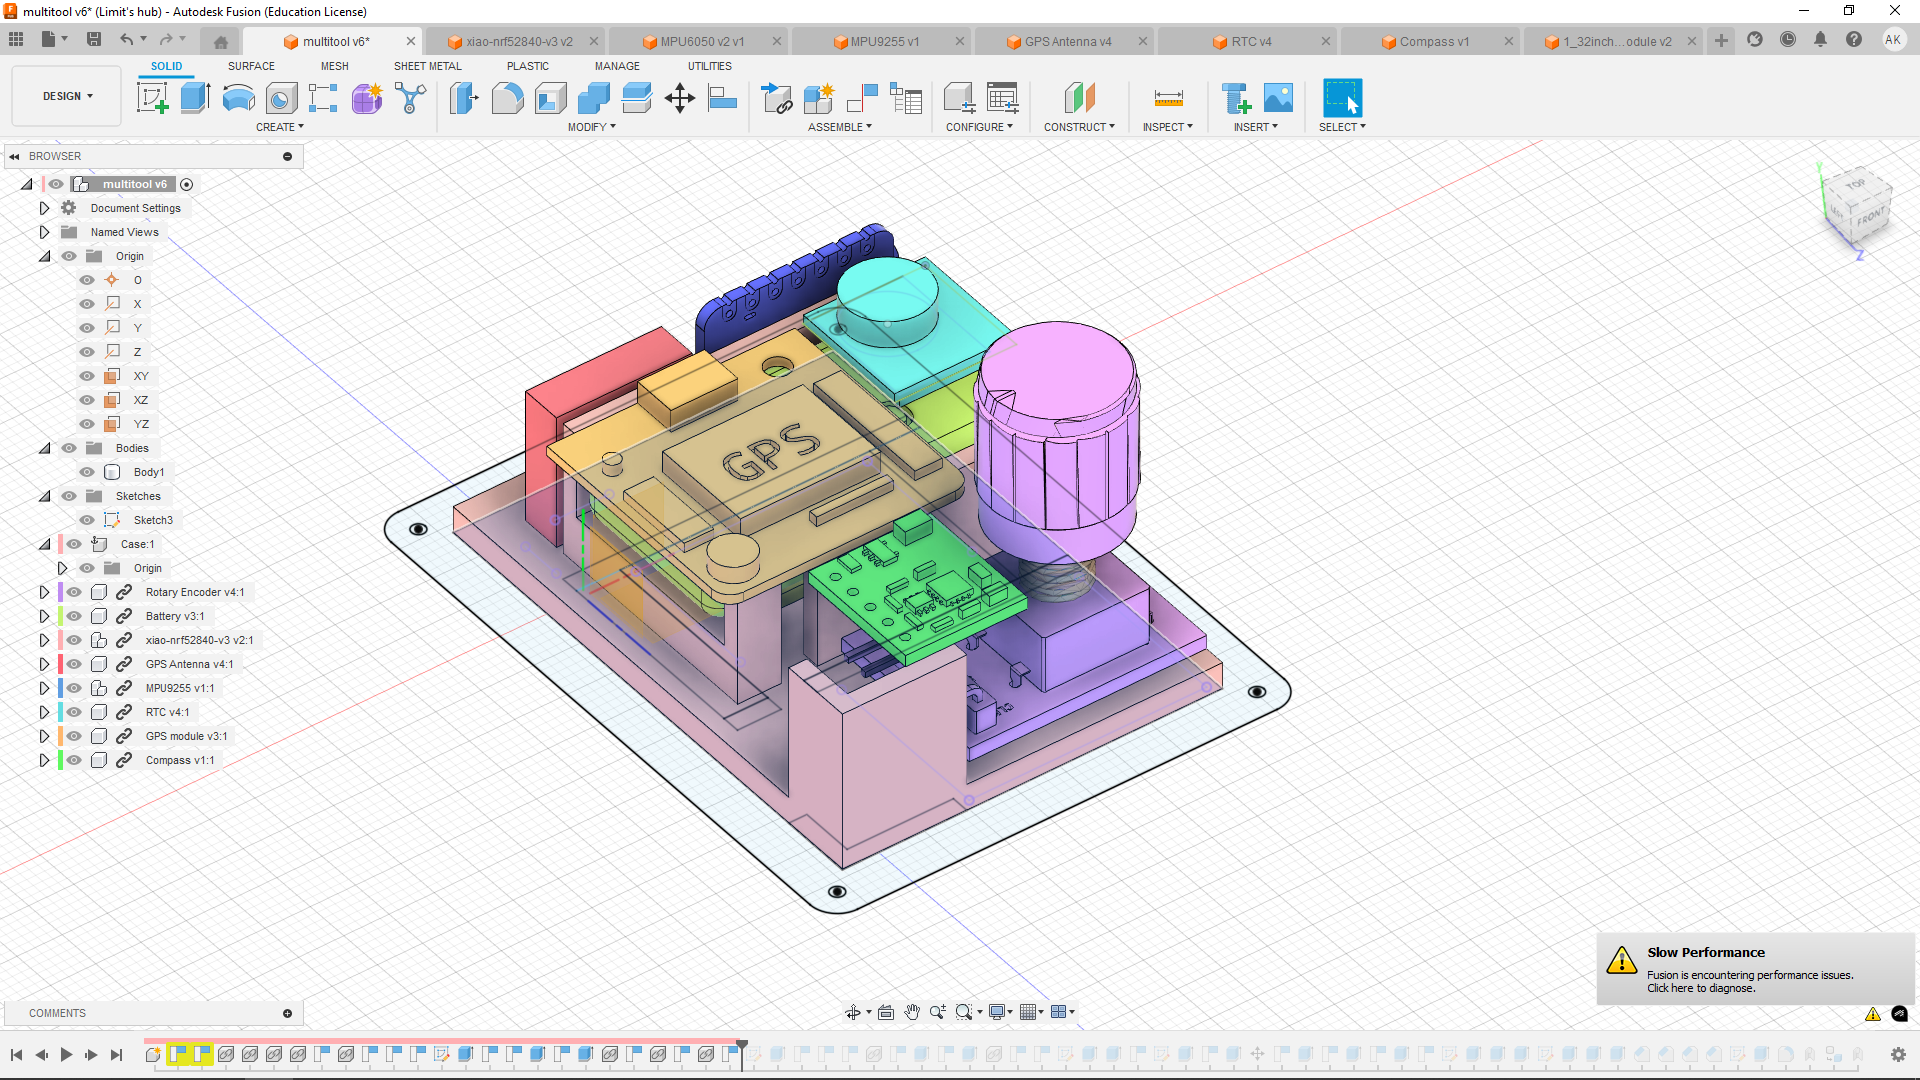 multitool v6* (Limit's hub) - Autodesk Fusion (Education License)
multitool v6*
xiao-nrf52840-v3 v2
MPU6050 v2 v1
MPU9255 v1
GPS Antenna v4
RTC v4
Compass v1
1_32inch...odule v2
AK
DESIGN
SOLID
SURFACE
MESH
SHEET METAL
PLASTIC
MANAGE
UTILITIES
CREATE
MODIFY
ASSEMBLE
CONFIGURE
CONSTRUCT
INSPECT
INSERT
SELECT
BROWSER
multitool v6
Document Settings
Named Views
Origin
O
X
Y
Z
XY
XZ
YZ
Bodies
Body1
Sketches
Sketch3
Case:1
Origin
Rotary Encoder v4:1
Battery v3:1
xiao-nrf52840-v3 v2:1
GPS Antenna v4:1
MPU9255 v1:1
RTC v4:1
GPS module v3:1
Compass v1:1
GPS
Y
TOP
LEFT
FRONT
Z
Slow Performance
Fusion is encountering performance issues.
Click here to diagnose.
COMMENTS